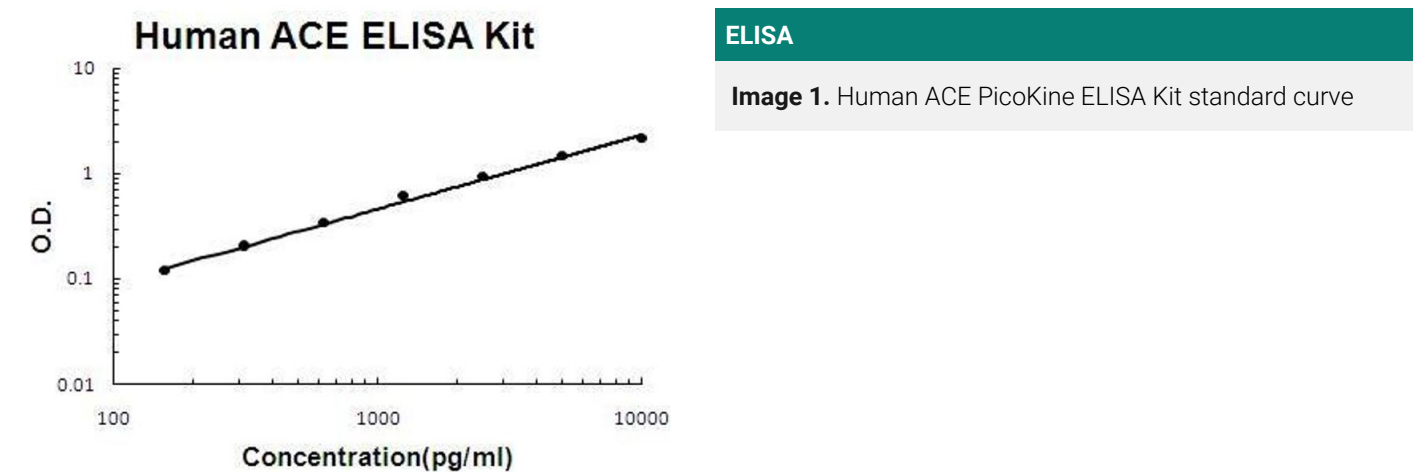 Human ACE ELISA Kit
10
1
0.1
0.01
O.D.
100 1000 10000
Concentration(pg/ml)
ELISA
Image 1. Human ACE PicoKine ELISA Kit standard curve